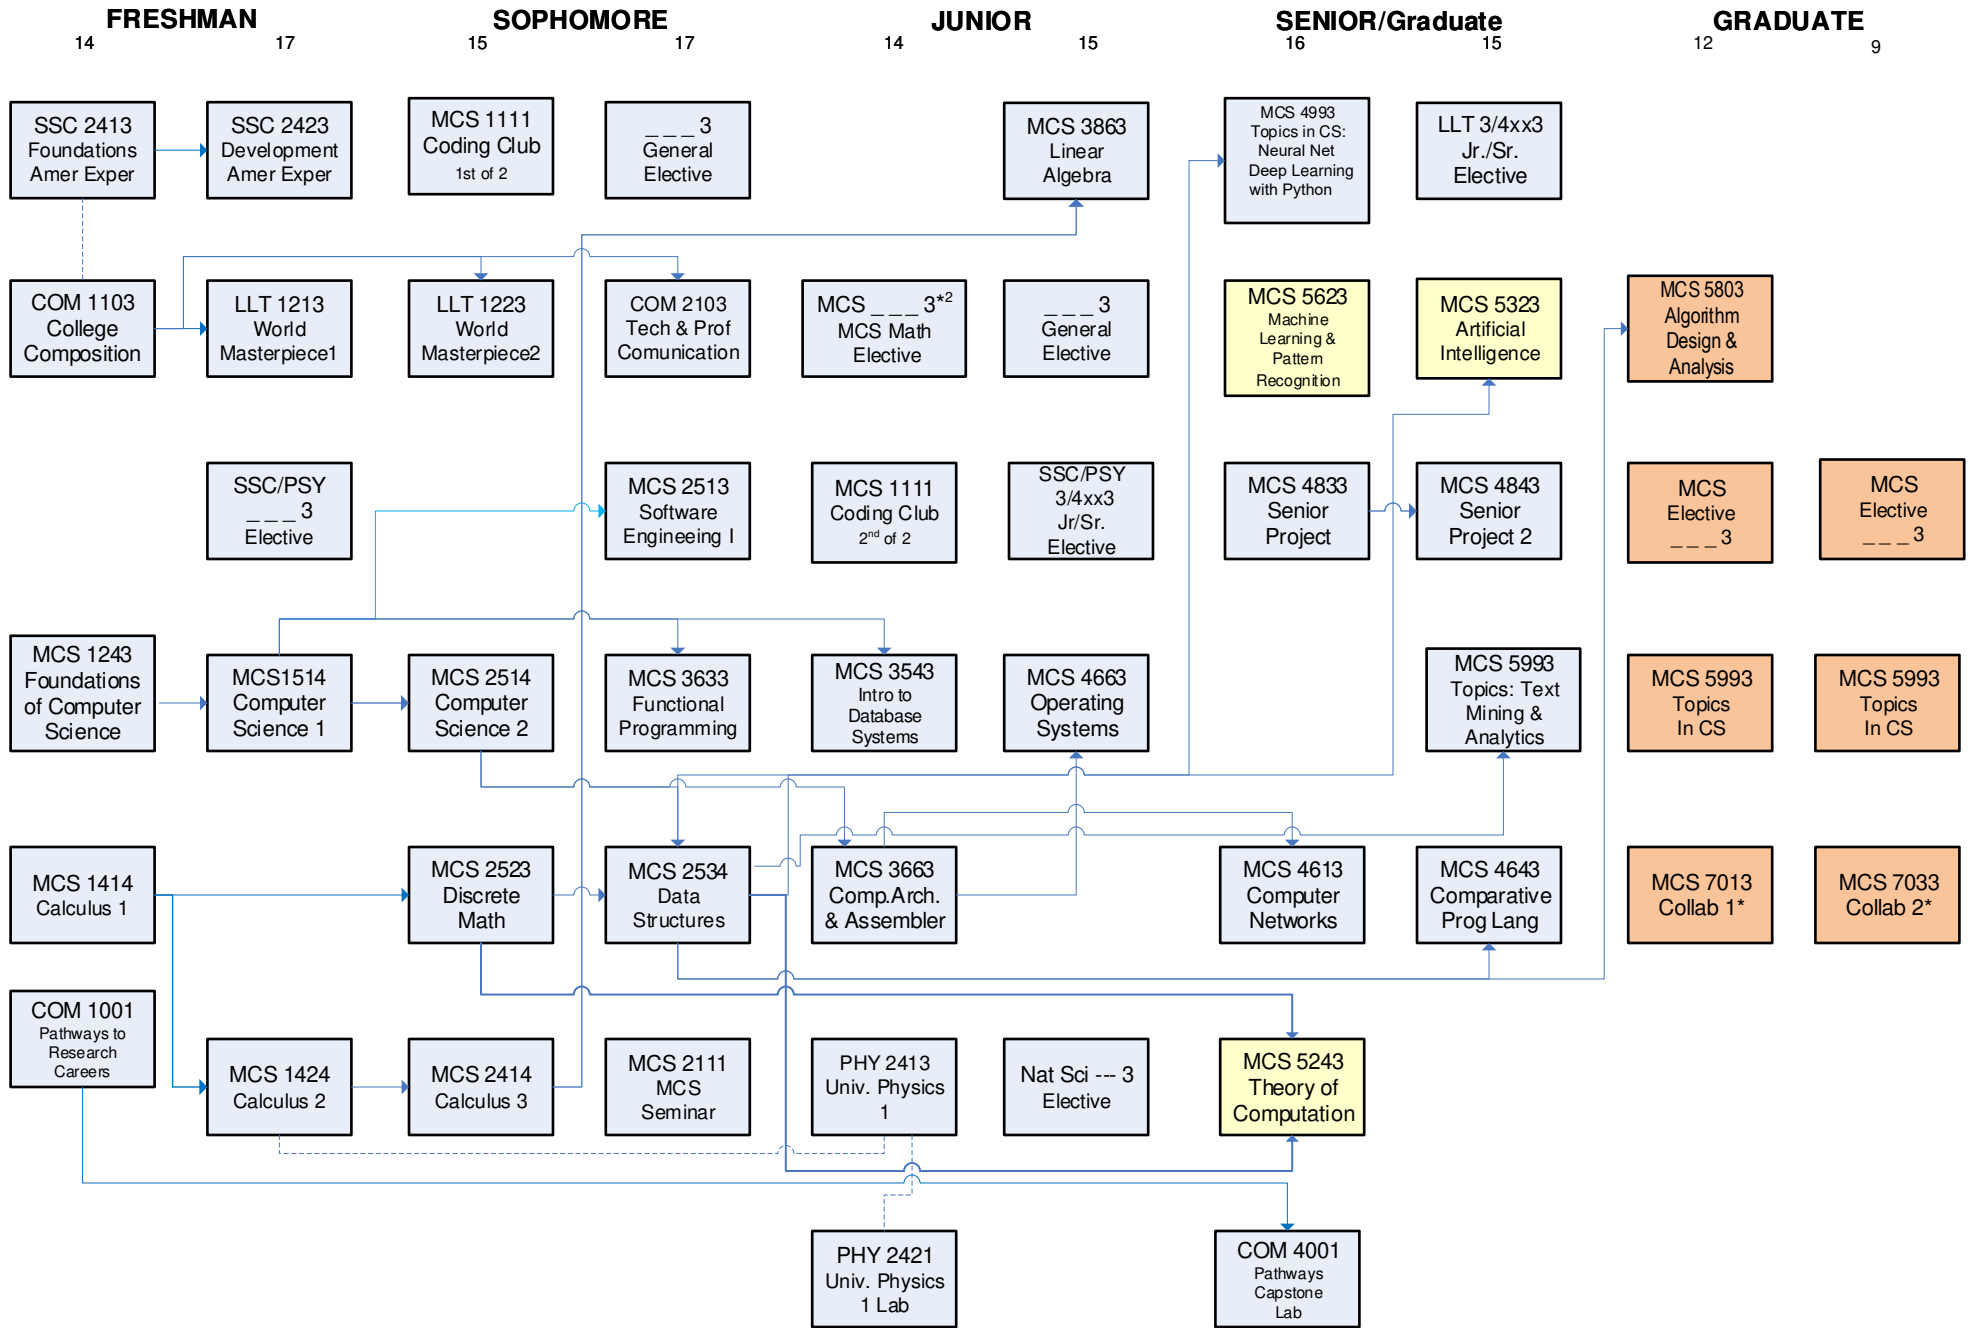 FRESHMAN SOPHOMORE JUNIOR SENIOR/Graduate GRADUATE
14 17 15 17 14 15 16 15 12 9
SSC 2413
Foundations
Amer Exper
SSC 2423
Development
Amer Exper
MCS 1111
Coding Club
1st of 2
_ _ _ 3
General
Elective
MCS 3863
Linear
Algebra
MCS 4993
Topics in CS:
Neural Net
Deep Learning
with Python
LLT 3/4xx3
Jr./Sr.
Elective
COM 1103
College
Composition
LLT 1213
World
Masterpiece1
LLT 1223
World
Masterpiece2
COM 2103
Tech & Prof
Comunication
MCS _ _ _ 3*2
MCS Math
Elective
_ _ _ 3
General
Elective
MCS 5623
Machine
Learning &
Pattern
Recognition
MCS 5323
Artificial
Intelligence
MCS 5803
Algorithm
Design &
Analysis
SSC/PSY
_ _ _ 3
Elective
MCS 2513
Software
Engineeing I
MCS 1111
Coding Club
2nd of 2
SSC/PSY
3/4xx3
Jr/Sr.
Elective
MCS 4833
Senior
Project
MCS 4843
Senior
Project 2
MCS
Elective
_ _ _ 3
MCS
Elective
_ _ _ 3
MCS 1243
Foundations
of Computer
Science
MCS1514
Computer
Science 1
MCS 2514
Computer
Science 2
MCS 3633
Functional
Programming
MCS 3543
Intro to
Database
Systems
MCS 4663
Operating
Systems
MCS 5993
Topics: Text
Mining &
Analytics
MCS 5993
Topics
In CS
MCS 5993
Topics
In CS
MCS 1414
Calculus 1
MCS 2523
Discrete
Math
MCS 2534
Data
Structures
MCS 3663
Comp.Arch.
& Assembler
MCS 4613
Computer
Networks
MCS 4643
Comparative
Prog Lang
MCS 7013
Collab 1*
MCS 7033
Collab 2*
COM 1001
Pathways to
Research
Careers
MCS 1424
Calculus 2
MCS 2414
Calculus 3
MCS 2111
MCS
Seminar
PHY 2413
Univ. Physics
1
Nat Sci --- 3
Elective
MCS 5243
Theory of
Computation
PHY 2421
Univ. Physics
1 Lab
COM 4001
Pathways
Capstone
Lab